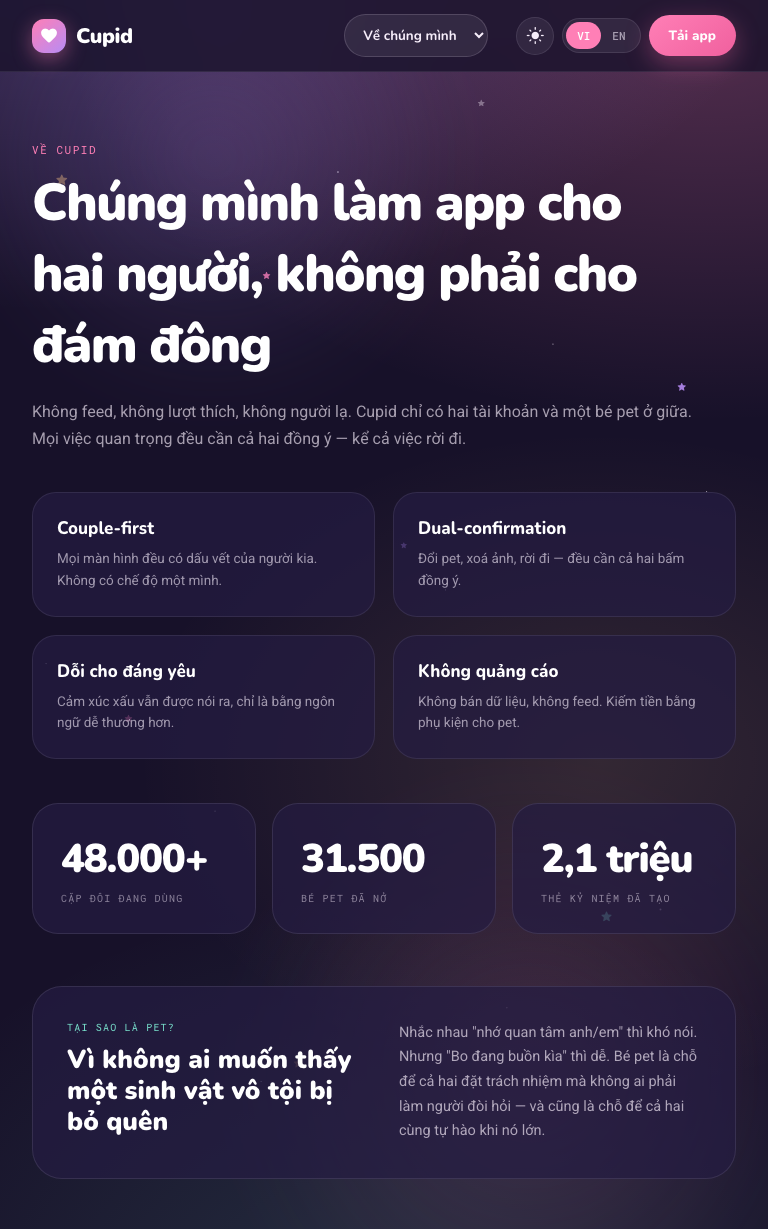 Cupid
Về chúng mình
VI
EN
Tải app
VỀ CUPID
Chúng mình làm app cho
hai người, không phải cho
đám đông
Không feed, không lượt thích, không người lạ. Cupid chỉ có hai tài khoản và một bé pet ở giữa.
Mọi việc quan trọng đều cần cả hai đồng ý — kể cả việc rời đi.
Couple-first
Mọi màn hình đều có dấu vết của người kia.
Không có chế độ một mình.
Dual-confirmation
Đổi pet, xoá ảnh, rời đi — đều cần cả hai bấm
đồng ý.
Dỗi cho đáng yêu
Cảm xúc xấu vẫn được nói ra, chỉ là bằng ngôn
ngữ dễ thương hơn.
Không quảng cáo
Không bán dữ liệu, không feed. Kiếm tiền bằng
phụ kiện cho pet.
48.000+
CẶP ĐÔI ĐANG DÙNG
31.500
BÉ PET ĐÃ NỞ
2,1 triệu
THẺ KỶ NIỆM ĐÃ TẠO
TẠI SAO LÀ PET?
Vì không ai muốn thấy
một sinh vật vô tội bị
bỏ quên
Nhắc nhau "nhớ quan tâm anh/em" thì khó nói.
Nhưng "Bo đang buồn kìa" thì dễ. Bé pet là chỗ
để cả hai đặt trách nhiệm mà không ai phải
làm người đòi hỏi — và cũng là chỗ để cả hai
cùng tự hào khi nó lớn.